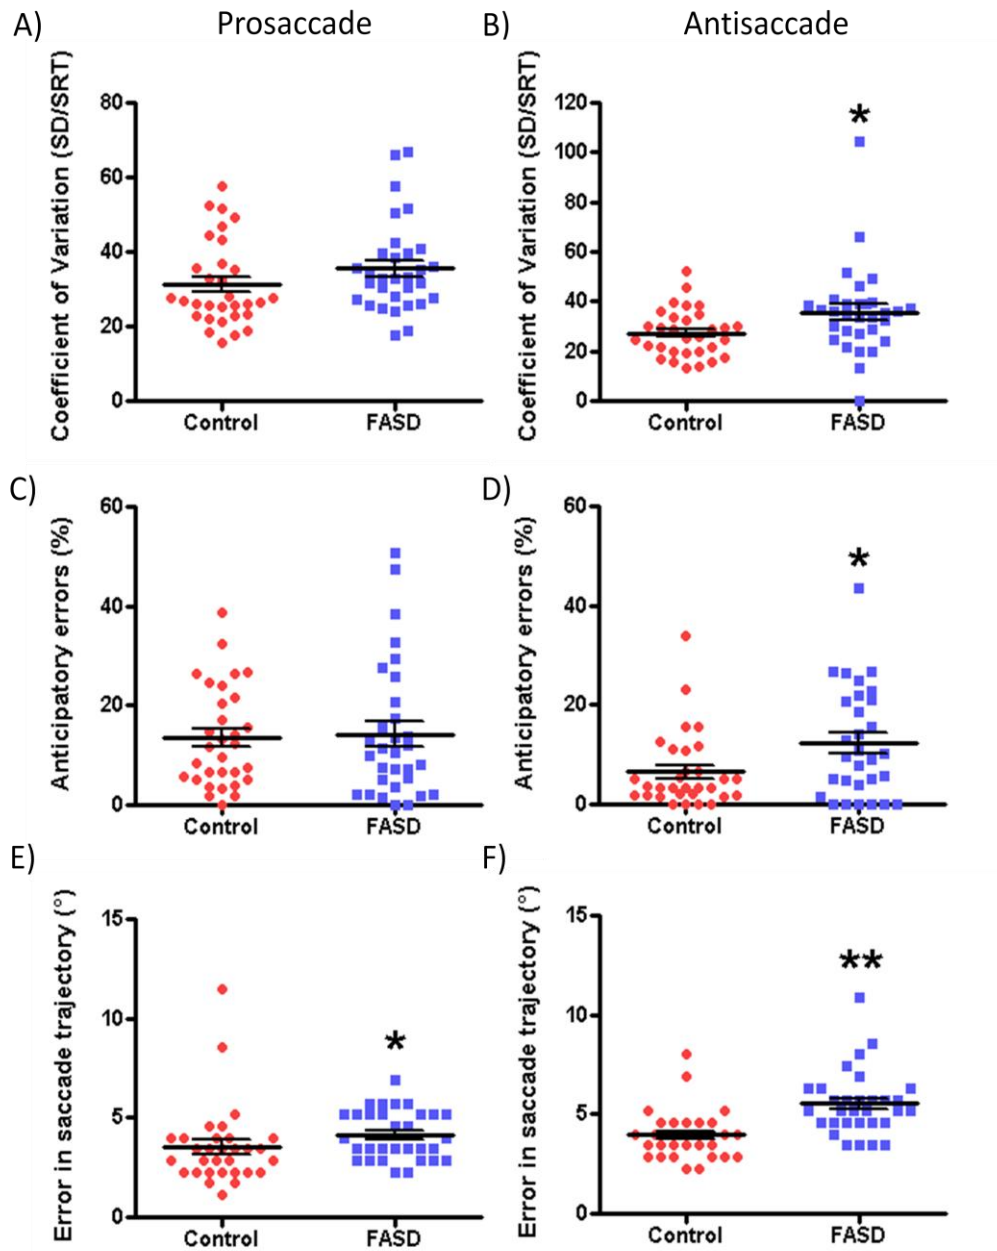 A) Prosaccade
B) Antisaccade
Coefficient of Variation (SD/SRT)
80
60
40
20
0
Control FASD
Coefficient of Variation (SD/SRT)
120
100
80
60
40
20
0
*
Control FASD
C)
Anticipatory errors (%)
60
40
20
0
Control FASD
D)
Anticipatory errors (%)
60
40
20
0
*
Control FASD
E)
Error in saccade trajectory (°)
15
10
5
0
*
Control FASD
F)
Error in saccade trajectory (°)
15
10
5
0
**
Control FASD